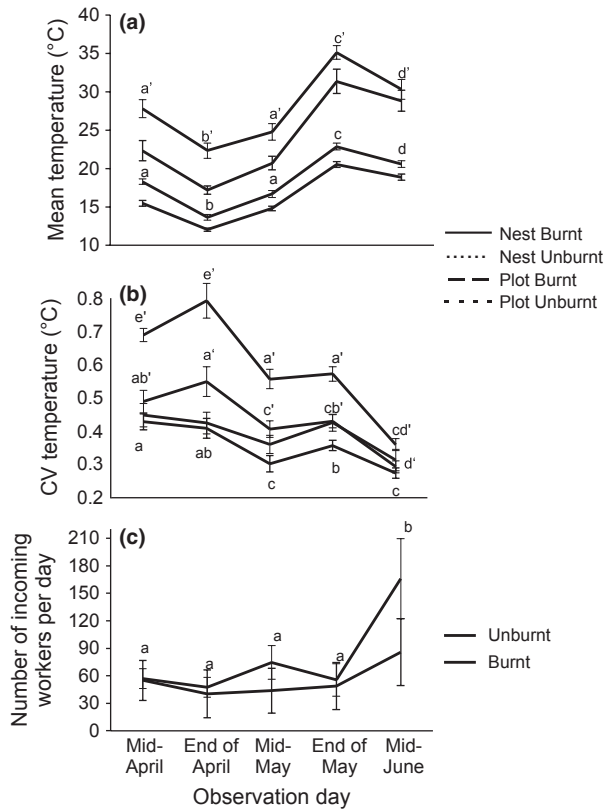 (a)
Mean temperature (°C)
40
35
30
25
20
15
10
a'
b'
a'
c'
d'
a
b
a
c
d
Nest Burnt
Nest Unburnt
Plot Burnt
Plot Unburnt
(b)
CV temperature (°C)
0.8
0.7
0.6
0.5
0.4
0.3
0.2
e'
e'
a'
a'
ab'
a'
c'
cb'
cd'
d'
a
ab
c
b
c
(c)
Number of incoming
workers per day
210
180
150
120
90
60
30
0
a
a
a
a
b
Unburnt
Burnt
Mid-
April
End of
April
Mid-
May
End of
May
Mid-
June
Observation day